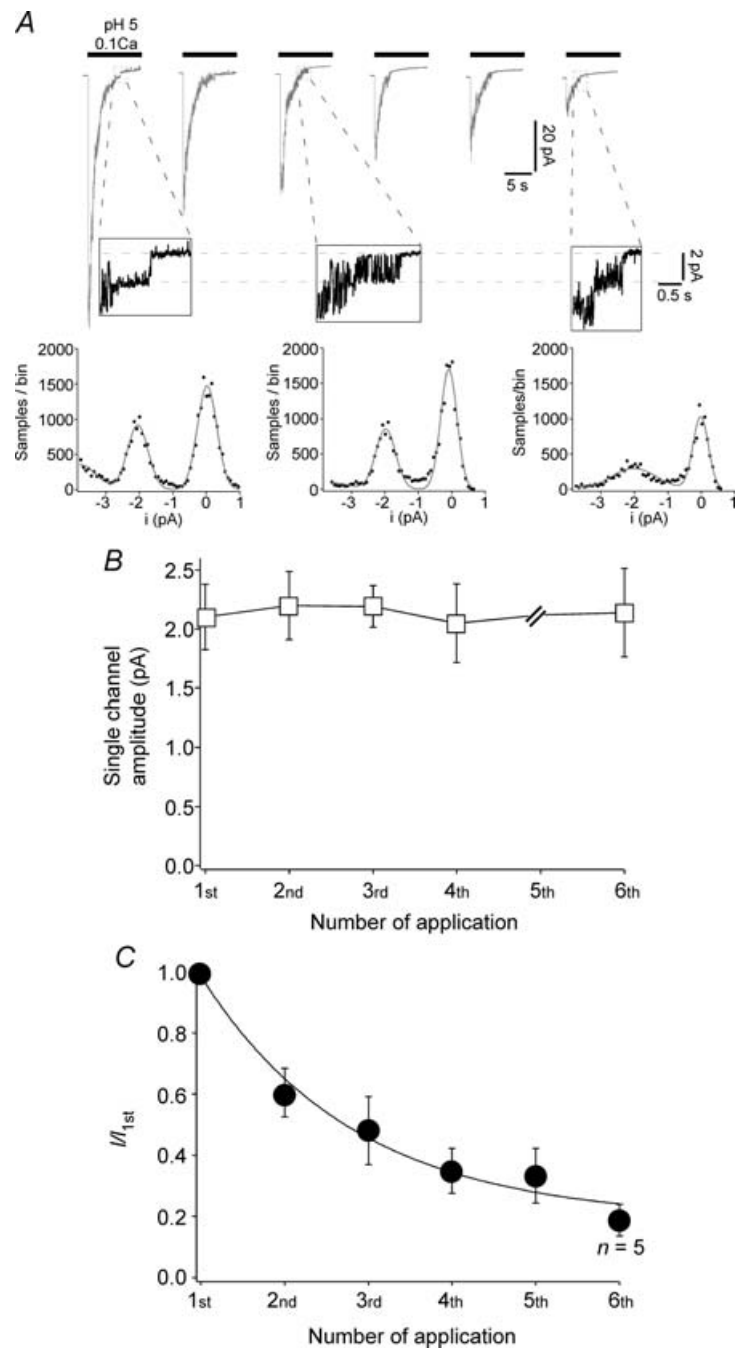 A
pH 5
0.1Ca
20 pA
5 s
2 pA
0.5 s
Samples / bin
2000
1500
1000
500
0
-3 -2 -1 0 1
i (pA)
2000
1500
1000
500
0
-3 -2 -1 0 1
i (pA)
Samples/bin
2000
1500
1000
500
0
-3 -2 -1 0 1
i (pA)
B
Single channel
amplitude (pA)
2.5
2.0
1.5
1.0
0.5
0.0
1st 2nd 3rd 4th 5th 6th
Number of application
C
I/I1st
1.0
0.8
0.6
0.4
0.2
0.0
n = 5
1st 2nd 3rd 4th 5th 6th
Number of application